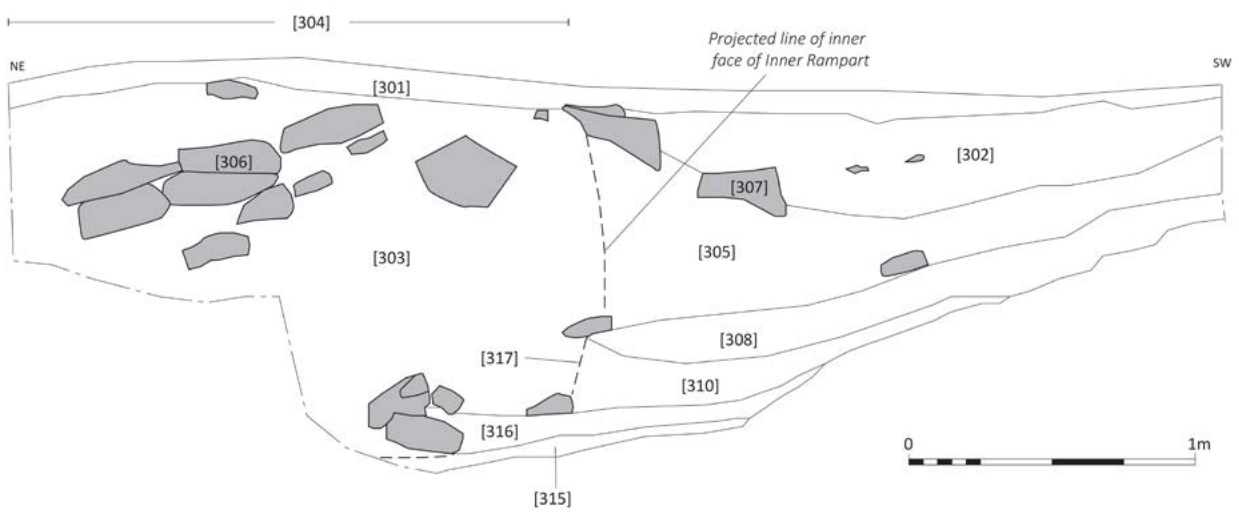 [304]
Projected line of inner
face of Inner Rampart
NE
SW
[301]
[302]
[306]
[307]
[303]
[305]
[308]
[317]
[310]
[316]
0
1m
[315]